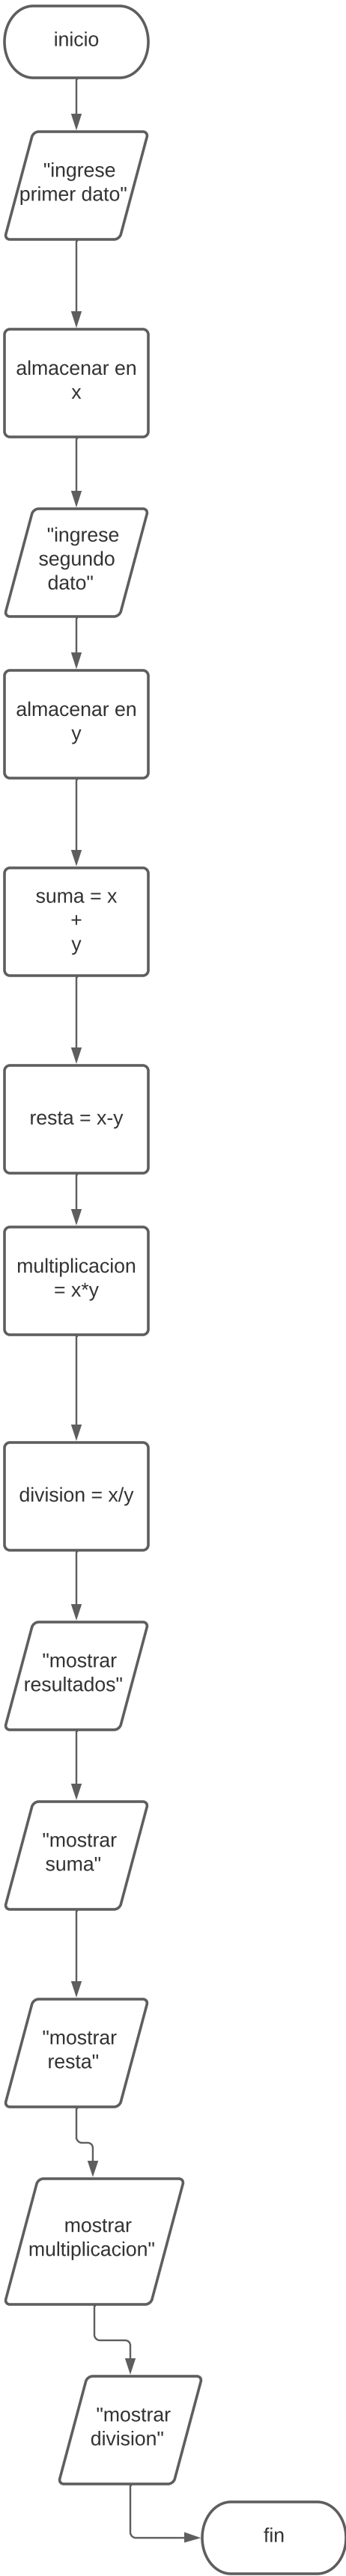 inicio
"ingrese
primer dato"
almacenar en
x
"ingrese
segundo
dato"
almacenar en
y
suma = x
+
y
resta = x-y
multiplicacion
= x*y
division = x/y
"mostrar
resultados"
"mostrar
suma"
"mostrar
resta"
mostrar
multiplicacion"
"mostrar
division"
fin